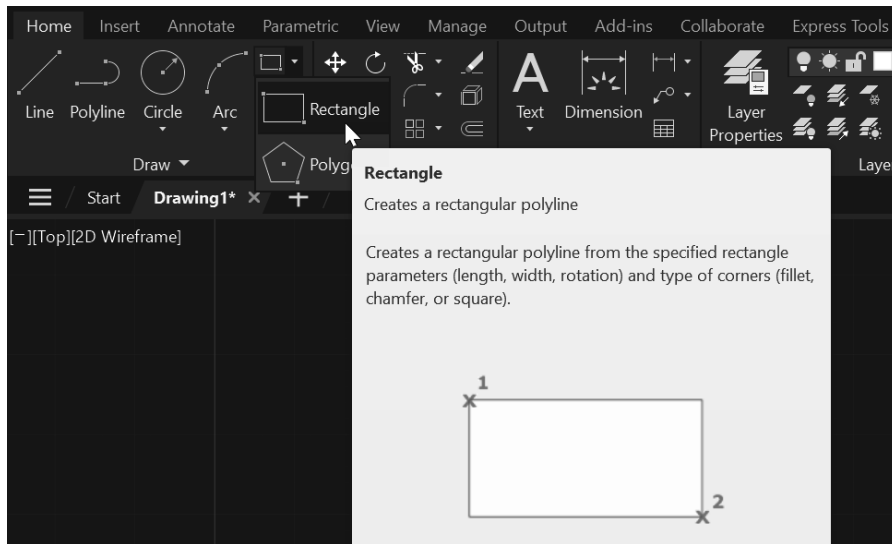 Home Insert Annotate Parametric View Manage Output Add-ins Collaborate Express Tools
Line Polyline Circle Arc
Rectangle
Text Dimension
Layer
Properties
Draw
Start Drawing1*
[−][Top][2D Wireframe]
Rectangle
Creates a rectangular polyline
Creates a rectangular polyline from the specified rectangle
parameters (length, width, rotation) and type of corners (fillet,
chamfer, or square).
1
2